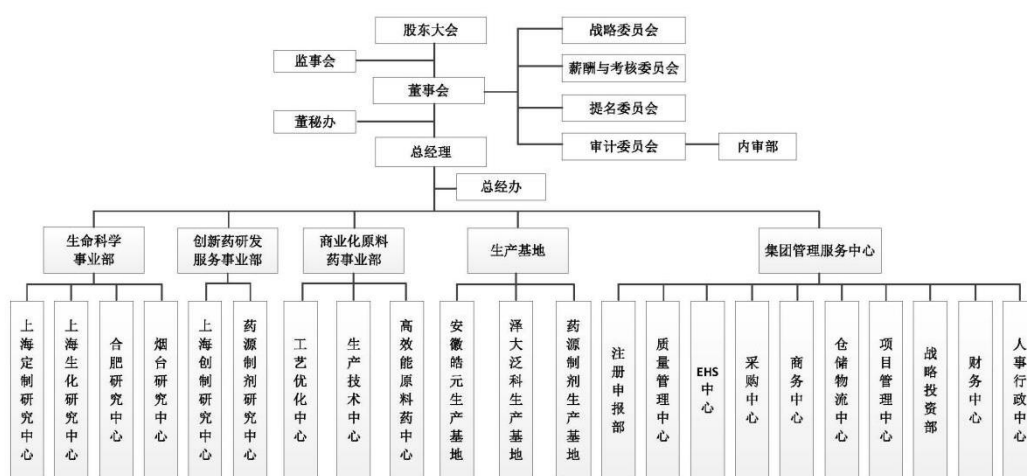 股东大会
战略委员会
监事会
薪酬与考核委员会
董事会
提名委员会
董秘办
审计委员会
内审部
总经理
总经办
生命科学
事业部
创新药研发
服务事业部
商业化原料
药事业部
生产基地
集团管理服务中心
上海定制研究中心
上海生化研究中心
合肥研究中心
烟台研究中心
上海创制研究中心
药源制剂研究中心
工艺优化中心
生产技术中心
高效能原料药中心
安徽皓元生产基地
泽大泛科生产基地
药源制剂生产基地
注册申报部
质量管理中心
EHS中心
采购中心
商务中心
仓储物流中心
项目管理中心
战略投资部
财务中心
人事行政中心